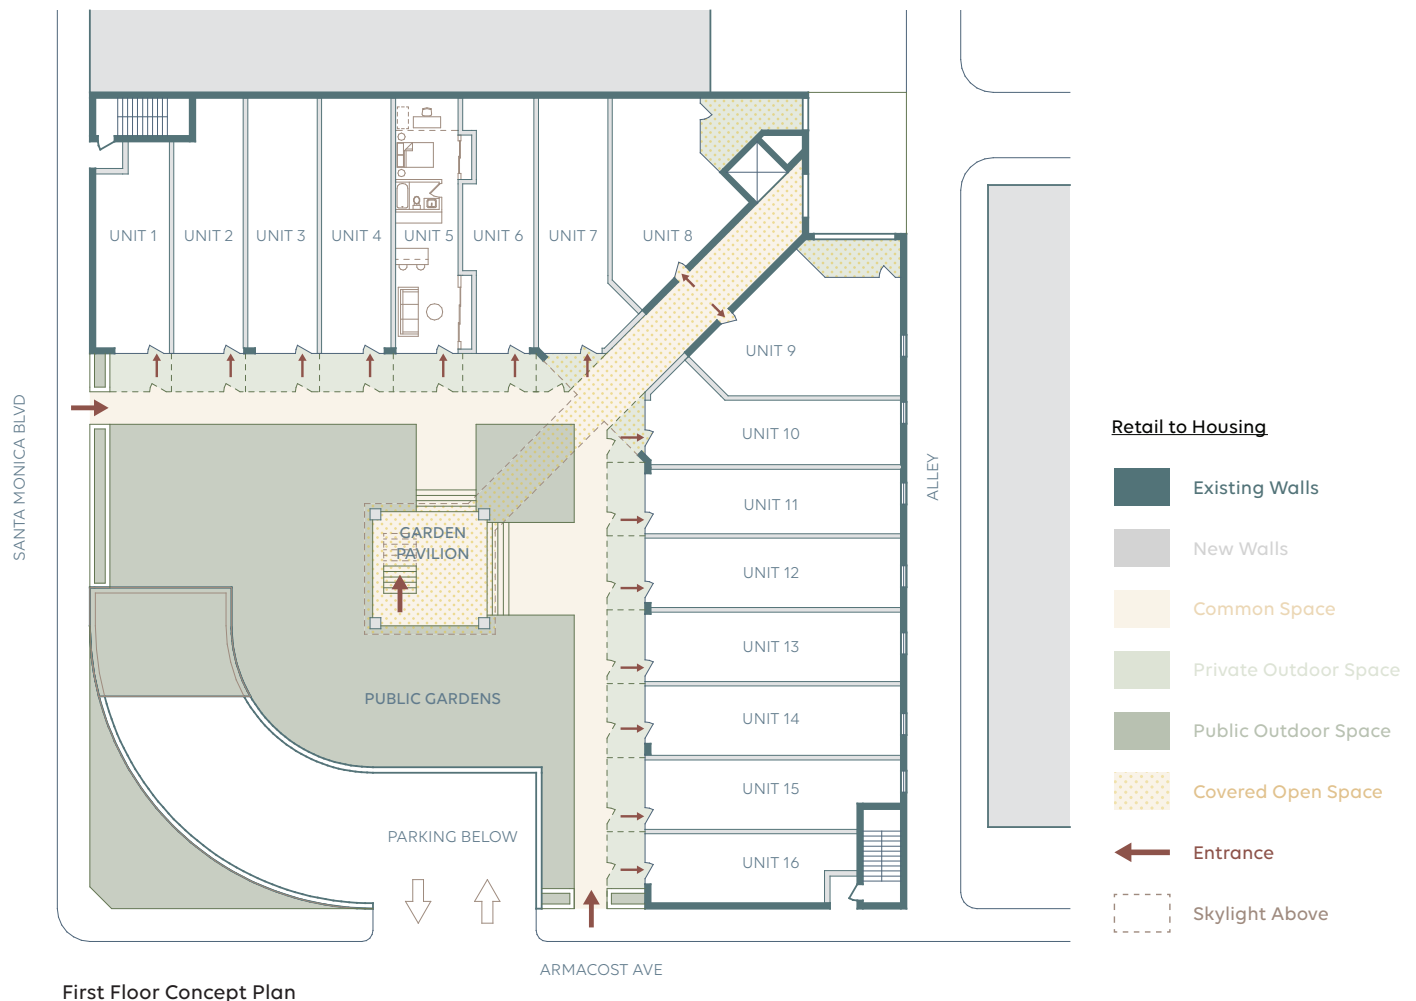 UNIT 1
UNIT 2
UNIT 3
UNIT 4
UNIT 5
UNIT 6
UNIT 7
UNIT 8
UNIT 9
UNIT 10
UNIT 11
UNIT 12
UNIT 13
UNIT 14
UNIT 15
UNIT 16
GARDEN
PAVILION
PUBLIC GARDENS
PARKING BELOW
SANTA MONICA BLVD
ALLEY
ARMACOST AVE
Retail to Housing
Existing Walls
New Walls
Common Space
Private Outdoor Space
Public Outdoor Space
Covered Open Space
Entrance
Skylight Above
First Floor Concept Plan